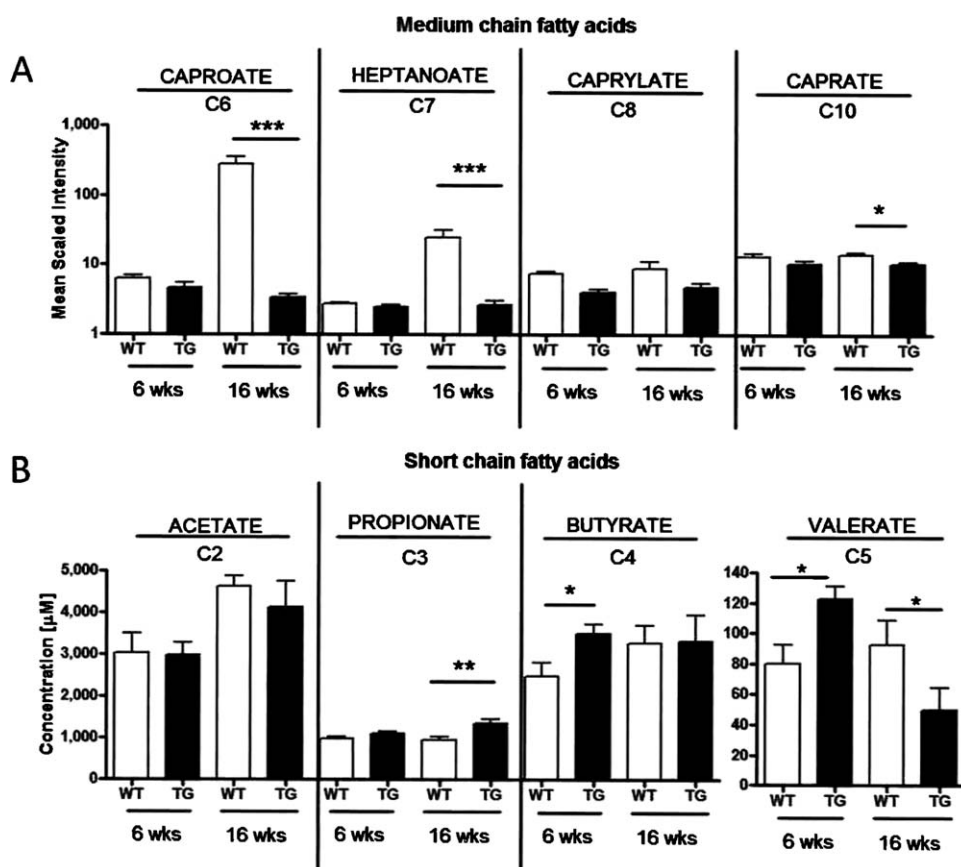 Medium chain fatty acids
A
CAPROATE HEPTANOATE CAPRYLATE CAPRATE
C6 C7 C8 C10
Mean Scaled Intensity
1,000
100
10
1
*** *** *
WT TG WT TG WT TG WT TG WT TG WT TG WT TG WT TG
6 wks 16 wks 6 wks 16 wks 6 wks 16 wks 6 wks 16 wks
Short chain fatty acids
B
ACETATE PROPIONATE BUTYRATE VALERATE
C2 C3 C4 C5
Concentration [µM]
5,000
4,000
3,000
2,000
1,000
0
** * * *
140
120
100
80
60
40
20
0
WT TG WT TG WT TG WT TG WT TG WT TG WT TG WT TG
6 wks 16 wks 6 wks 16 wks 6 wks 16 wks 6 wks 16 wks